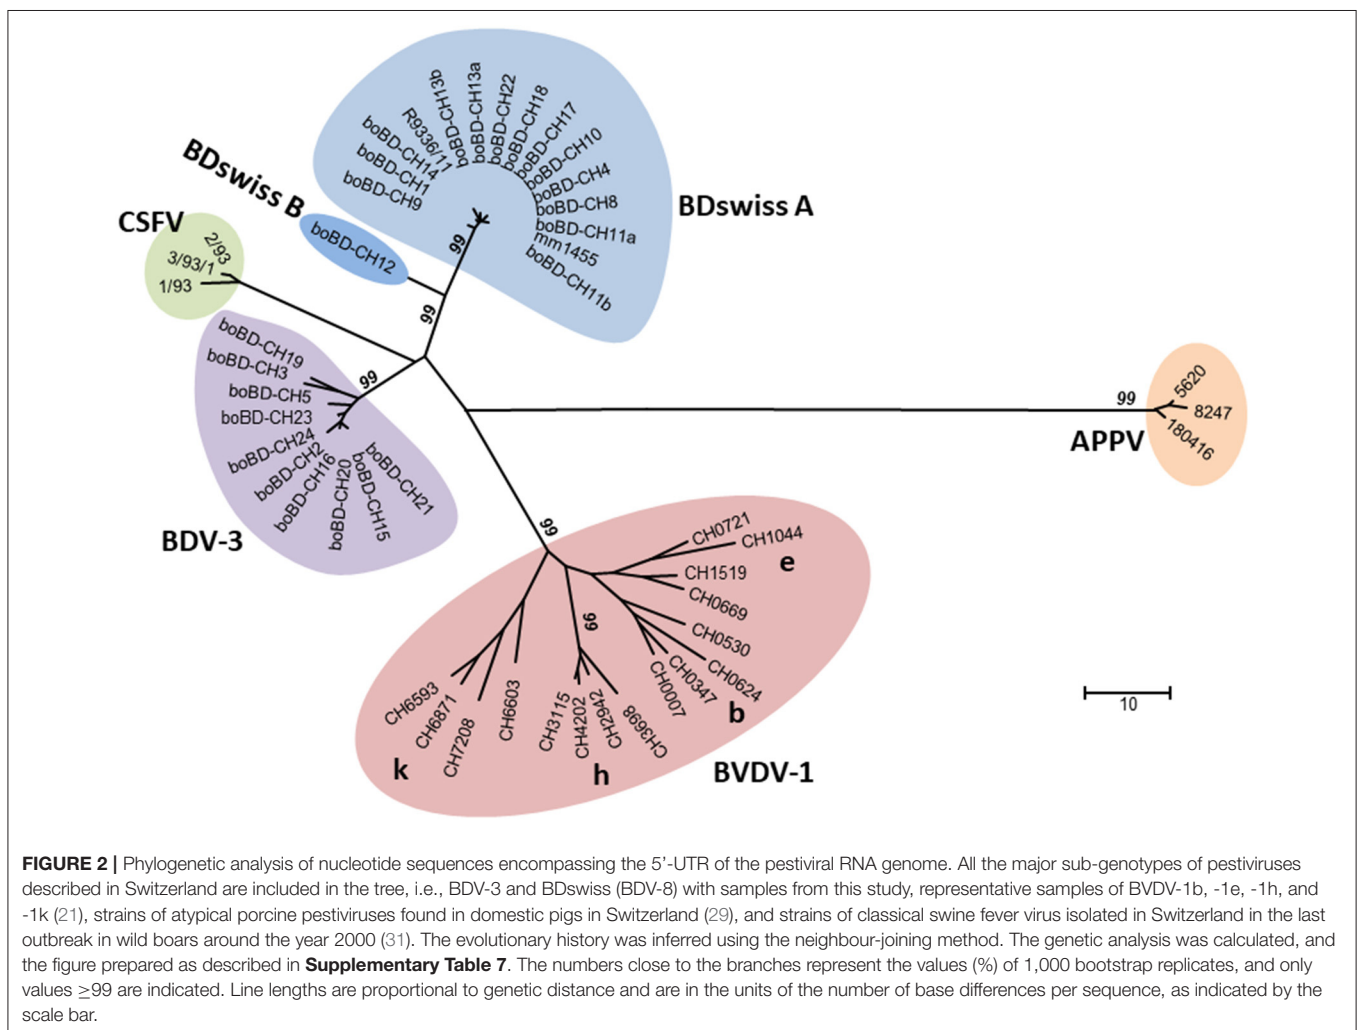 boBD-CH13b
boBD-CH13a
boBD-CH22
boBD-CH18
boBD-CH17
boBD-CH10
boBD-CH4
boBD-CH8
boBD-CH11a
mm1455
boBD-CH11b
R9336/11
boBD-CH14
boBD-CH1
boBD-CH9
BDswiss A
BDswiss B
boBD-CH12
99
99
CSFV
2/93
3/93/1
1/93
boBD-CH19
boBD-CH3
boBD-CH5
boBD-CH23
boBD-CH24
boBD-CH2
boBD-CH16
boBD-CH20
boBD-CH15
boBD-CH21
99
BDV-3
99
5620
8247
180416
APPV
99
CH0721
CH1044
e
CH1519
CH0669
CH0530
CH0624
CH0347
CH0007
b
99
CH3698
CH2942
CH4202
CH3115
h
CH6603
CH7208
CH6871
CH6593
k
BVDV-1
10
FIGURE 2 | Phylogenetic analysis of nucleotide sequences encompassing the 5’-UTR of the pestiviral RNA genome. All the major sub-genotypes of pestiviruses
described in Switzerland are included in the tree, i.e., BDV-3 and BDswiss (BDV-8) with samples from this study, representative samples of BVDV-1b, -1e, -1h, and
-1k (21), strains of atypical porcine pestiviruses found in domestic pigs in Switzerland (29), and strains of classical swine fever virus isolated in Switzerland in the last
outbreak in wild boars around the year 2000 (31). The evolutionary history was inferred using the neighbour-joining method. The genetic analysis was calculated, and
the figure prepared as described in Supplementary Table 7. The numbers close to the branches represent the values (%) of 1,000 bootstrap replicates, and only
values ≥99 are indicated. Line lengths are proportional to genetic distance and are in the units of the number of base differences per sequence, as indicated by the
scale bar.